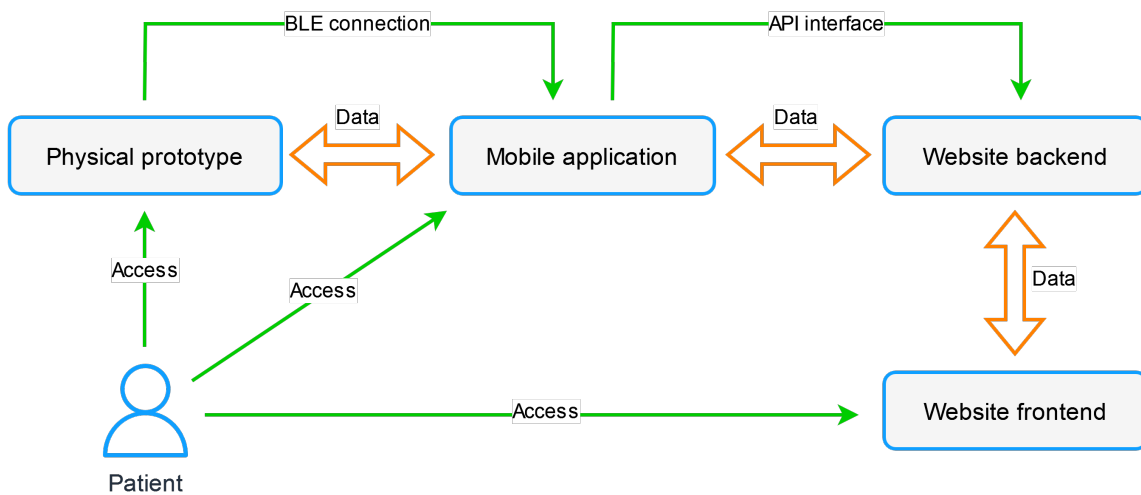 BLE connection
API interface
Data
Data
Physical prototype
Mobile application
Website backend
Access
Access
Data
Access
Website frontend
Patient